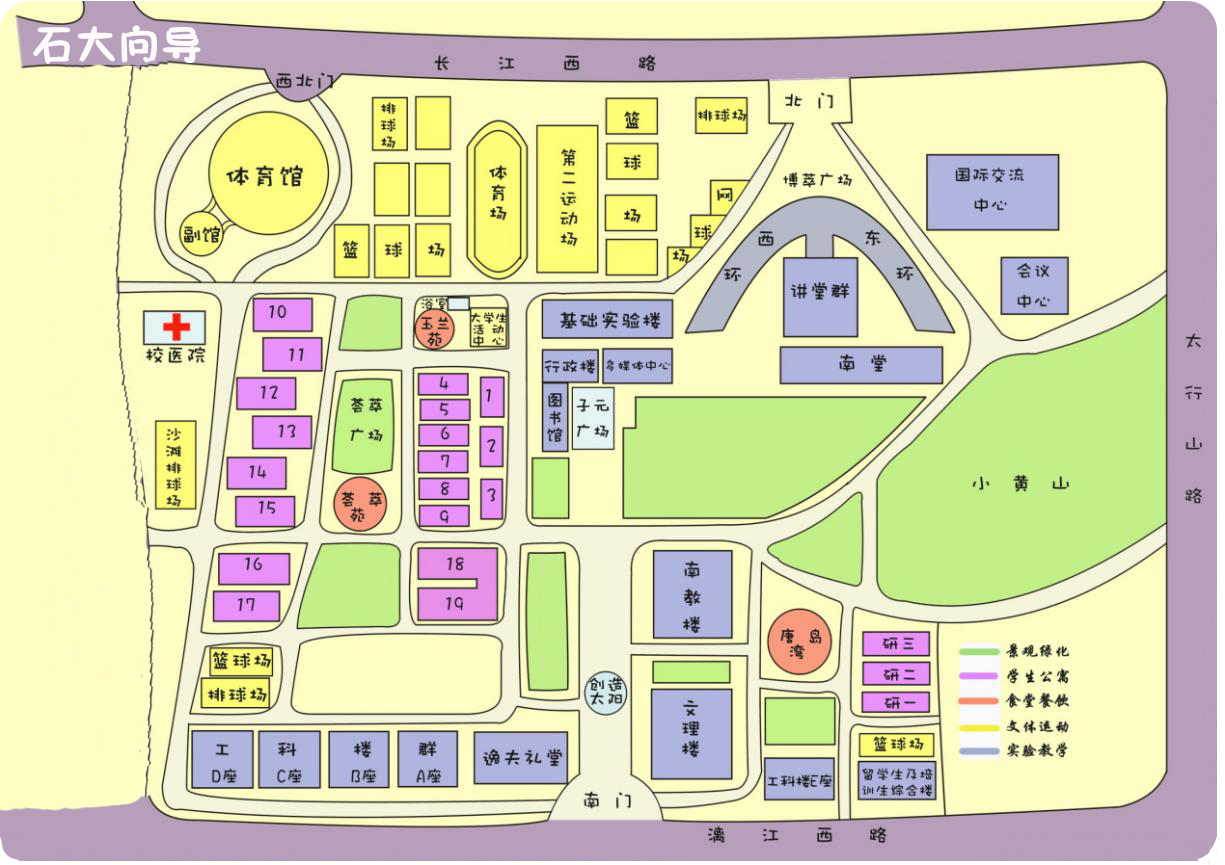 石大向导
长江西路
西北门
北门
体育馆
副馆
排球场
体育场
第二运动场
篮
球
场
排球场
网
球
场
篮
球
场
博萃广场
西
东
环
环
讲堂群
国际交流
中心
会议
中心
南堂
校医院
10
11
12
13
14
15
浴室
玉兰
苑
大学生
活动
中心
基础实验楼
行政楼
多媒体中心
图书馆
子元
广场
荟萃
广场
荟萃
苑
4
5
6
7
8
9
1
2
3
沙滩排球场
小黄山
太行山路
16
17
18
19
南教楼
唐岛
湾
研三
研二
研一
篮球场
排球场
创造
太阳
文理楼
工
D座
科
C座
楼
B座
群
A座
逸夫礼堂
工科楼E座
篮球场
留学生及培
训生综合楼
南门
漓江西路
景观绿化
学生公寓
食堂餐饮
文体运动
实验教学